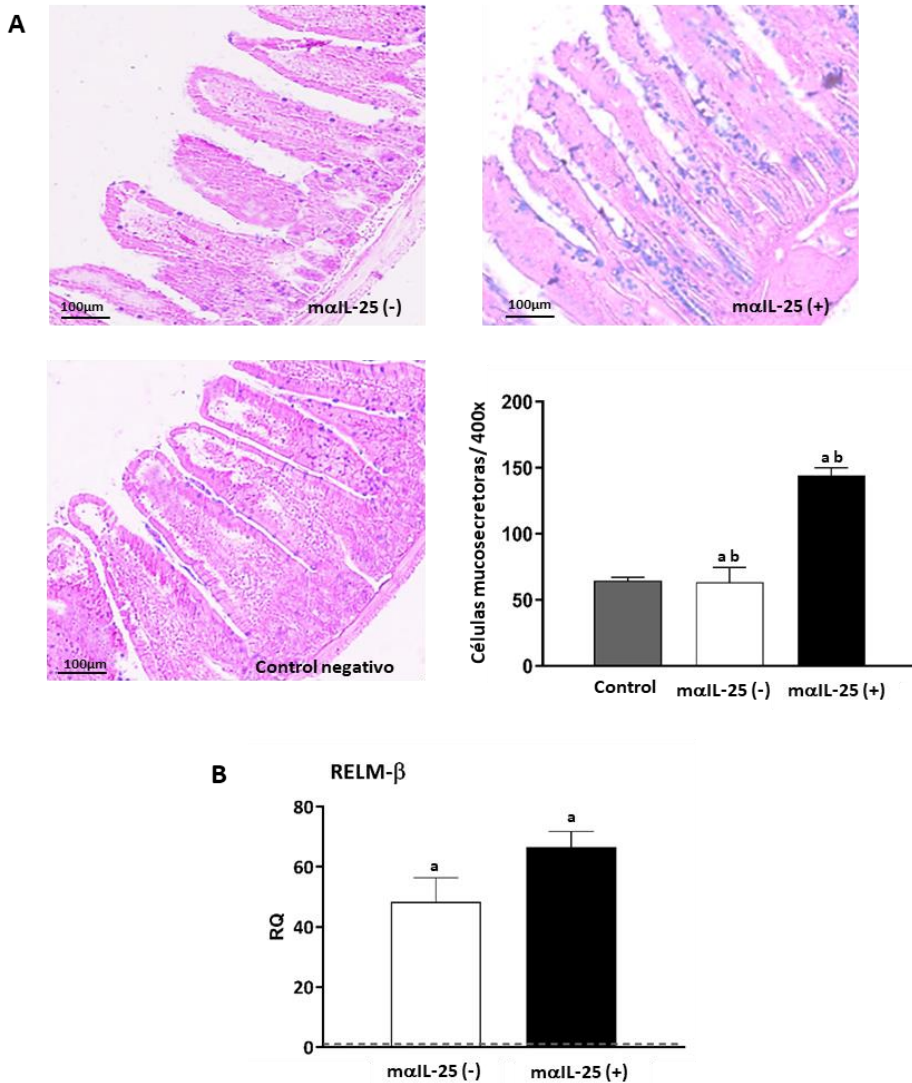 A
100µm
mαIL-25 (-)
100µm
mαIL-25 (+)
100µm
Control negativo
Células mucosecretoras/ 400x
200
150
100
50
0
a b
a b
Control
mαIL-25 (-)
mαIL-25 (+)
B
RELM-β
RQ
80
60
40
20
0
a
a
mαIL-25 (-)
mαIL-25 (+)